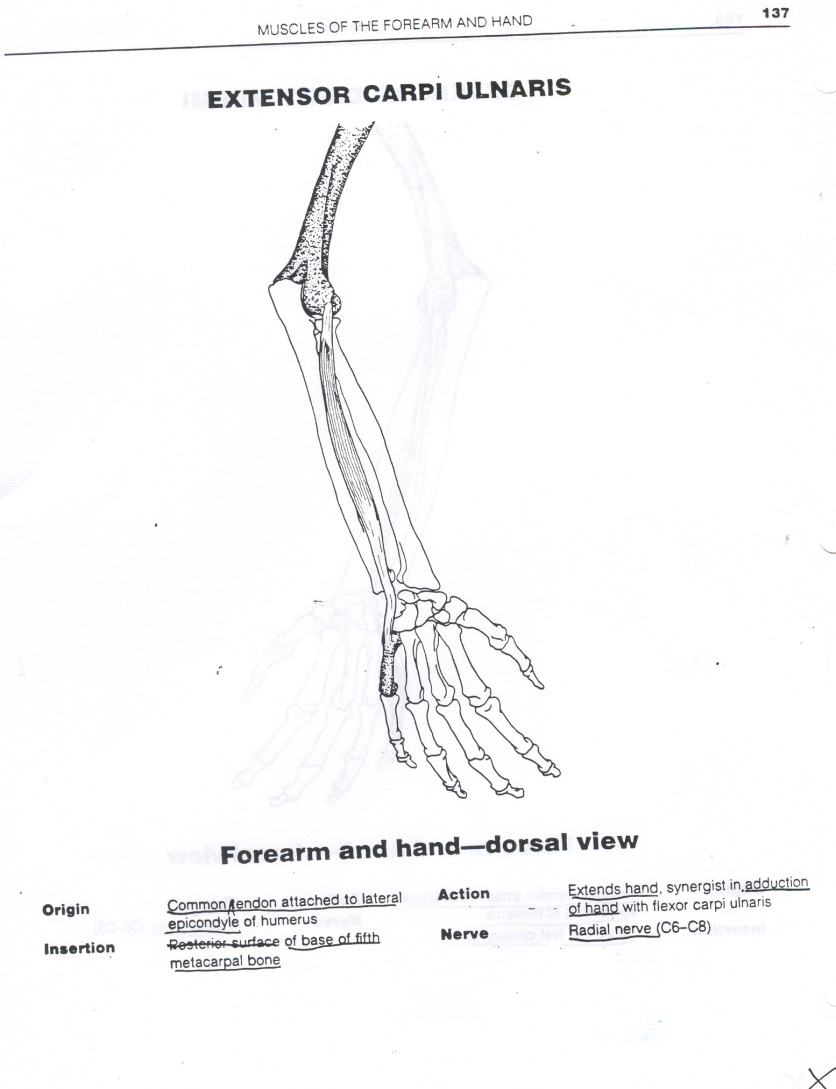 MUSCLES OF THE FOREARM AND HAND
137
EXTENSOR CARPI ULNARIS
Forearm and hand—dorsal view
Origin
Common tendon attached to lateral
epicondyle of humerus
Insertion
Posterior surface of base of fifth
metacarpal bone
Action
Extends hand, synergist in adduction
of hand with flexor carpi ulnaris
Nerve
Radial nerve (C6–C8)